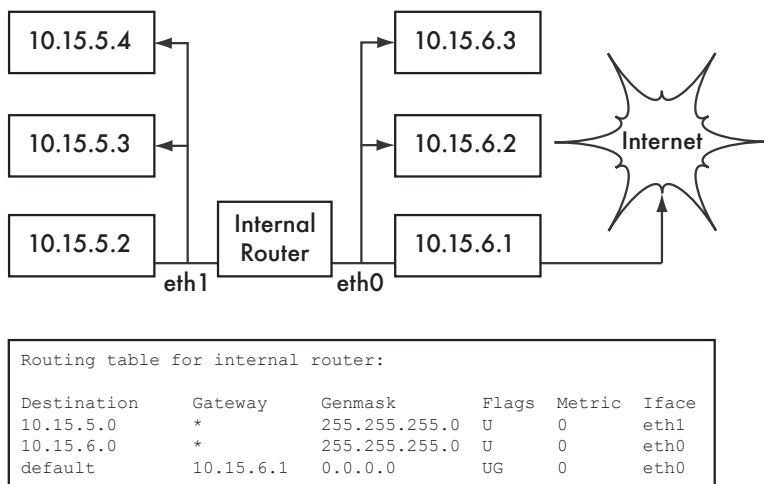 10.15.5.4
10.15.6.3
10.15.5.3
10.15.6.2
Internet
10.15.5.2
Internal
Router
10.15.6.1
eth1
eth0
Routing table for internal router:
Destination Gateway Genmask Flags Metric Iface
10.15.5.0 * 255.255.255.0 U 0 eth1
10.15.6.0 * 255.255.255.0 U 0 eth0
default 10.15.6.1 0.0.0.0 UG 0 eth0